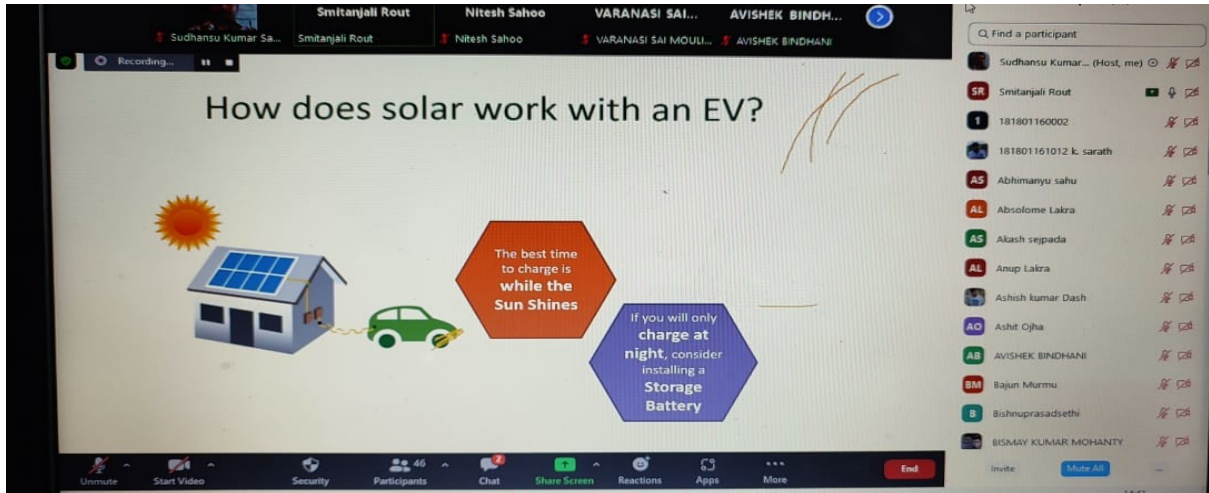 Smitanjali Rout
Nitesh Sahoo
VARANASI SAI...
AVISHEK BINDH...
Sudhansu Kumar Sa...
Smitanjali Rout
Nitesh Sahoo
VARANASI SAI MOULI...
AVISHEK BINDHANI
Recording...
How does solar work with an EV?
The best time
to charge is
while the
Sun Shines
If you will only
charge at
night, consider
installing a
Storage
Battery
Unmute
Start Video
Security
46
Participants
2
Chat
Share Screen
Reactions
Apps
More
End
Find a participant
Sudhansu Kumar... (Host, me)
SR Smitanjali Rout
1 181801160002
181801161012 k. sarath
AS Abhimanyu sahu
AL Absolome Lakra
AS Akash sejpada
AL Anup Lakra
Ashish kumar Dash
AO Ashit Ojha
AB AVISHEK BINDHANI
BM Bajun Murmu
B Bishnuprasadsethi
BISMAY KUMAR MOHANTY
Invite
Mute All
...